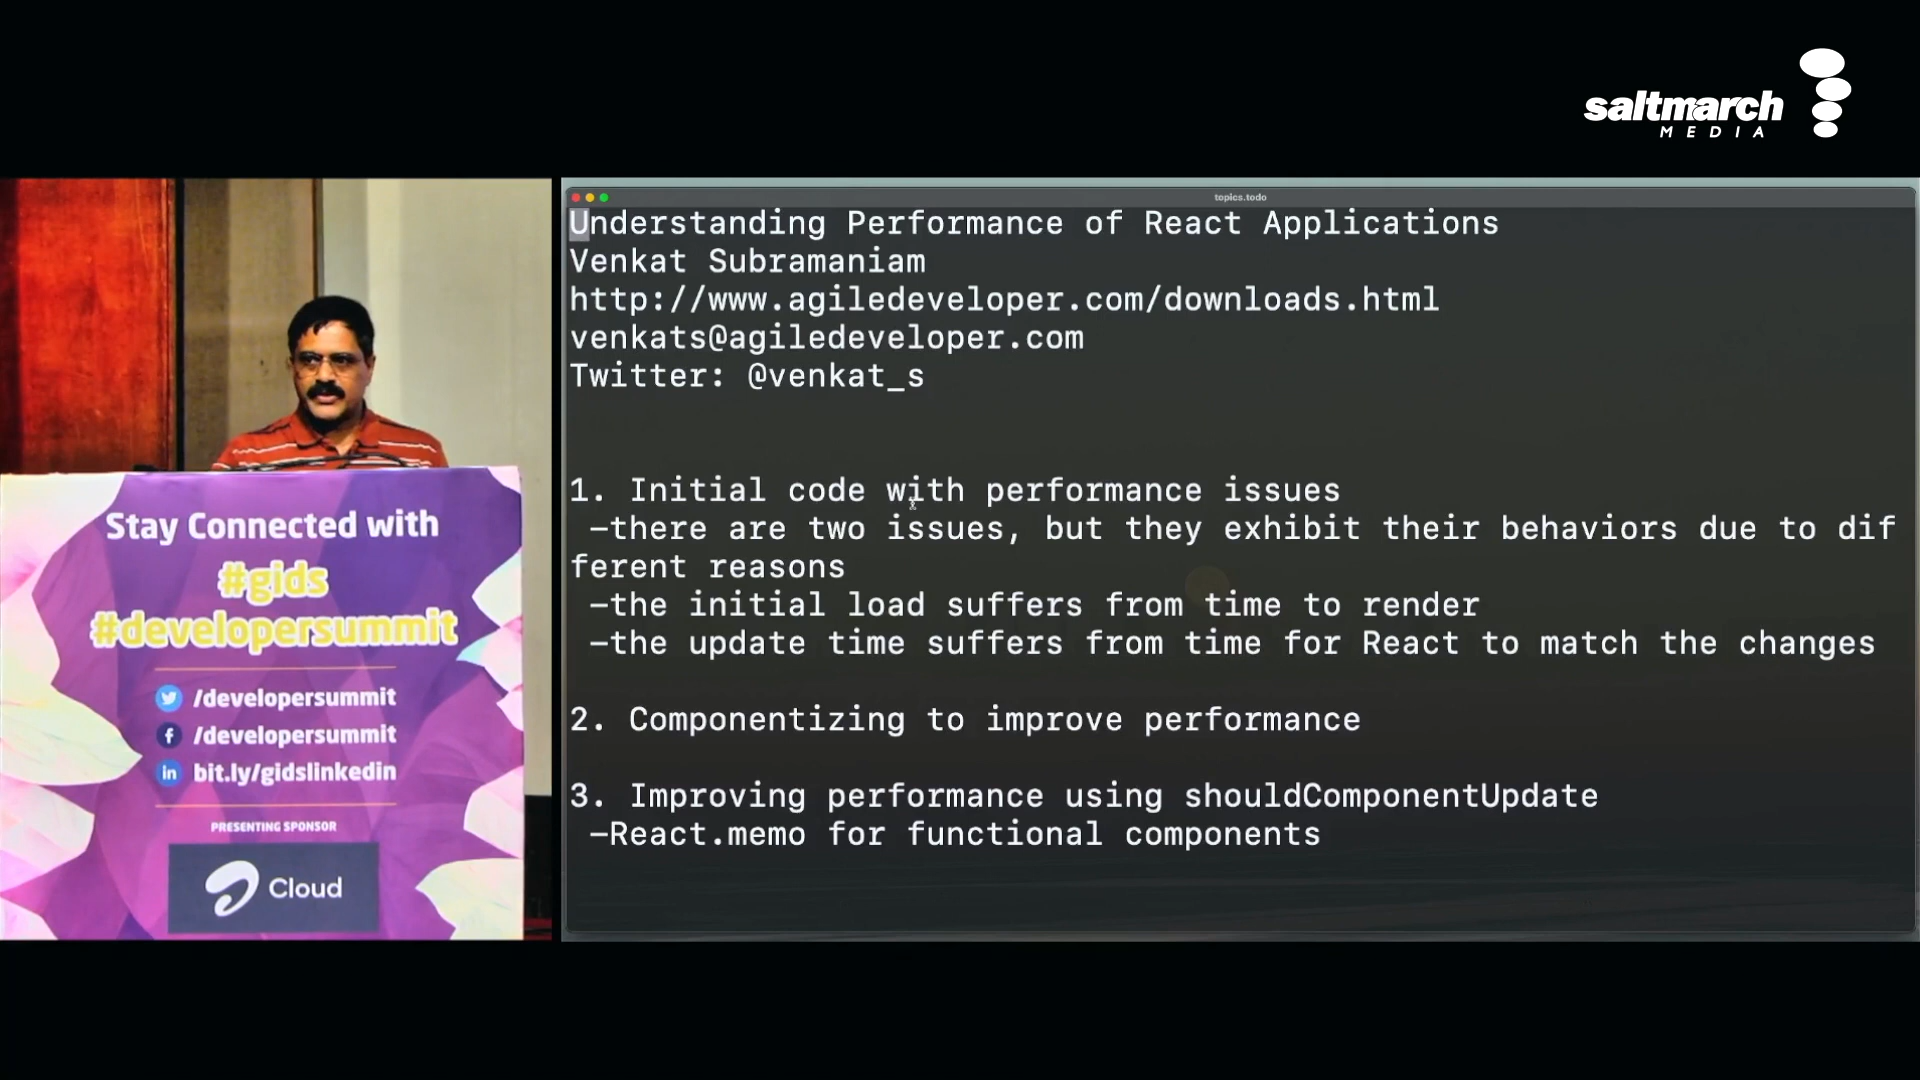 saltmarch
MEDIA
topics.todo
Understanding Performance of React Applications
Venkat Subramaniam
http://www.agiledeveloper.com/downloads.html
venkats@agiledeveloper.com
Twitter: @venkat_s
1. Initial code with performance issues
-there are two issues, but they exhibit their behaviors due to dif
ferent reasons
-the initial load suffers from time to render
-the update time suffers from time for React to match the changes
2. Componentizing to improve performance
3. Improving performance using shouldComponentUpdate
-React.memo for functional components
Stay Connected with
#gids
#developersummit
/developersummit
f /developersummit
in bit.ly/gidslinkedin
PRESENTING SPONSOR
Cloud